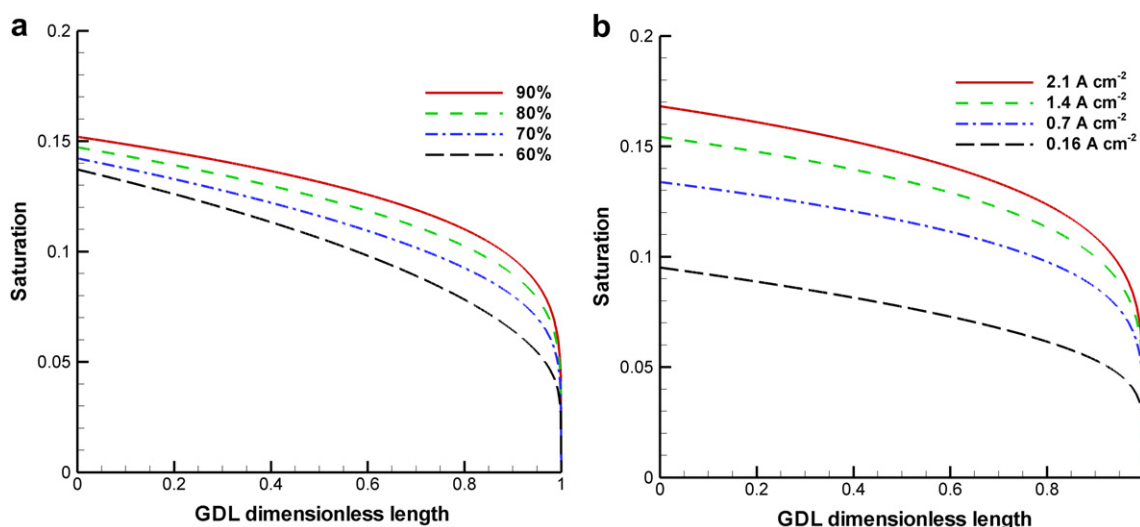 a
0.2
0.15
0.1
0.05
0
Saturation
90%
80%
70%
60%
0
0.2
0.4
0.6
0.8
1
GDL dimensionless length
b
0.2
0.15
0.1
0.05
0
Saturation
2.1 A cm⁻²
1.4 A cm⁻²
0.7 A cm⁻²
0.16 A cm⁻²
0
0.2
0.4
0.6
0.8
GDL dimensionless length